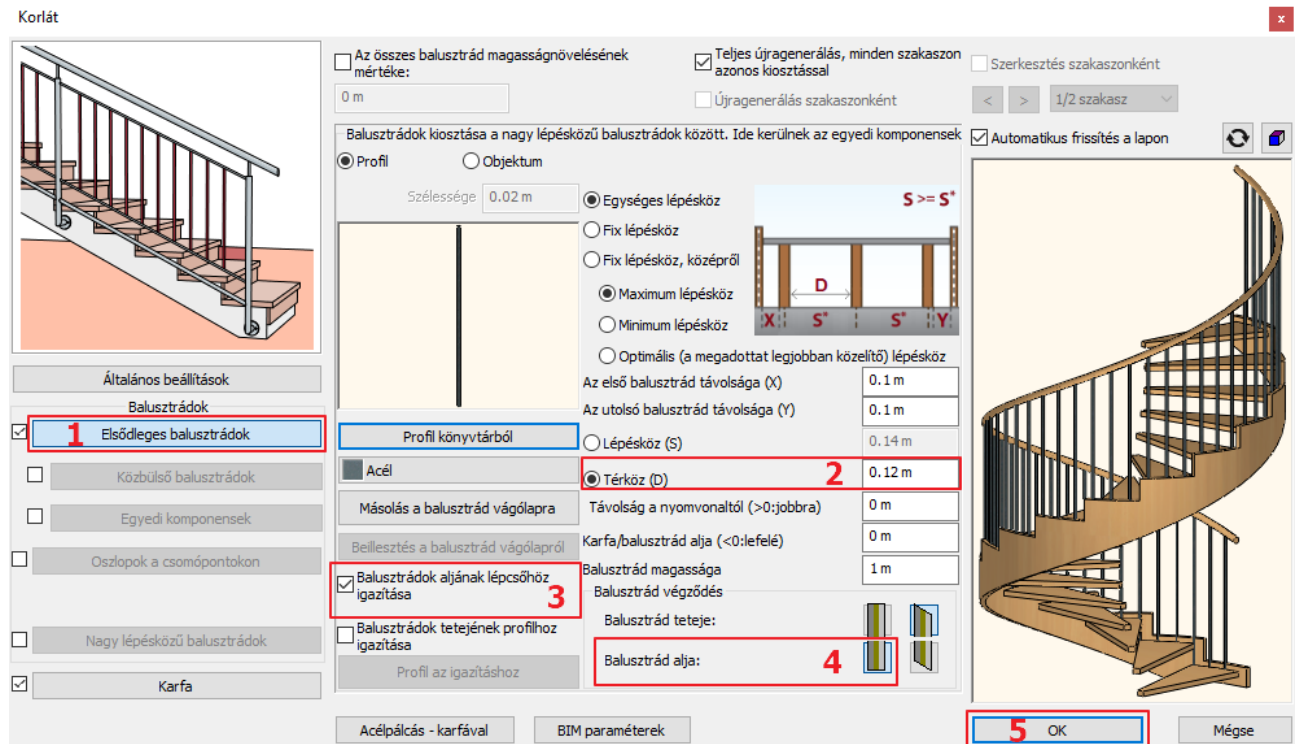 Korlát
x
Az összes balusztrád magasságnövelésének
mértéke:
0 m
Teljes újragenerálás, minden szakaszon
azonos kiosztással
Újragenerálás szakaszonként
Szerkesztés szakaszonként
<
>
1/2 szakasz
Automatikus frissítés a lapon
Általános beállítások
Balusztrádok
1
Elsődleges balusztrádok
Közbülső balusztrádok
Egyedi komponensek
Oszlopok a csomópontokon
Nagy lépésközű balusztrádok
Karfa
Balusztrádok kiosztása a nagy lépésközű balusztrádok között. Ide kerülnek az egyedi komponensek
Profil
Objektum
Szélessége
0.02 m
Profil könyvtárból
Acél
Másolás a balusztrád vágólapra
Beillesztés a balusztrád vágólapról
Balusztrádok aljának lépcsőhöz
igazítása
3
Balusztrádok tetejének profilhoz
igazítása
Profil az igazításhoz
Egységes lépésköz
Fix lépésköz
Fix lépésköz, középről
Maximum lépésköz
Minimum lépésköz
Optimális (a megadottat legjobban közelítő) lépésköz
S >= S*
D
X
S*
S*
Y
Az első balusztrád távolsága (X)
0.1 m
Az utolsó balusztrád távolsága (Y)
0.1 m
Lépésköz (S)
0.14 m
Térköz (D)
2
0.12 m
Távolság a nyomvonaltól (>0:jobbra)
0 m
Karfa/balusztrád alja (<0:lefelé)
0 m
Balusztrád magassága
1 m
Balusztrád végződés
Balusztrád teteje:
Balusztrád alja:
4
Acélpálcás - karfával
BIM paraméterek
5
OK
Mégse